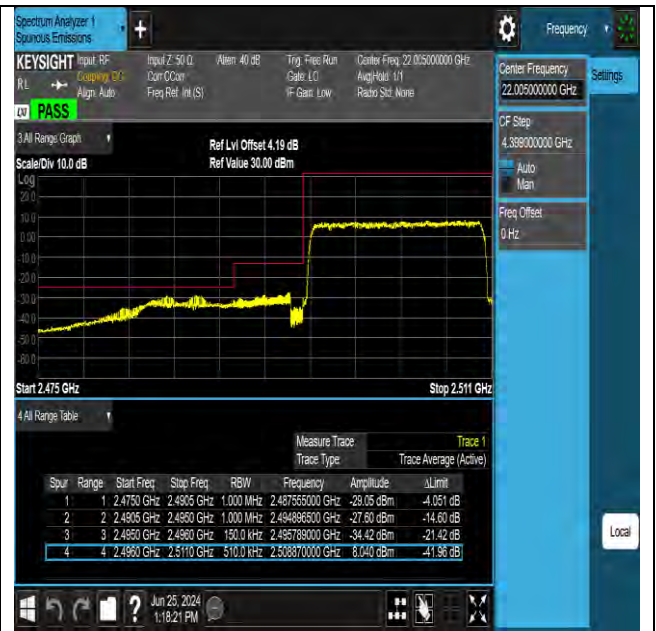 Spectrum Analyzer 1
Spurious Emissions
Frequency
KEYSIGHT
RL
Input: RF
Coupling: DC
Align: Auto
Input Z: 50 Ω
Corr CCorr
Freq Ref: Int (S)
Atten: 40 dB
Trig: Free Run
Gate: LO
IF Gain: Low
Center Freq: 22.005000000 GHz
Avg|Hold: 1/1
Radio Std: None
PASS
Center Frequency
22.005000000 GHz
Settings
CF Step
4.399000000 GHz
Auto
Man
Freq Offset
0 Hz
3 All Range Graph
Scale/Div 10.0 dB
Ref Lvl Offset 4.19 dB
Ref Value 30.00 dBm
Log
20.0
10.0
0.00
-10.0
-20.0
-30.0
-40.0
-50.0
-60.0
Start 2.475 GHz
Stop 2.511 GHz
4 All Range Table
Measure Trace Trace 1
Trace Type Trace Average (Active)
Spur Range Start Freq Stop Freq RBW Frequency Amplitude ΔLimit
1 1 2.4750 GHz 2.4905 GHz 1.000 MHz 2.487555000 GHz -29.05 dBm -4.051 dB
2 2 2.4905 GHz 2.4950 GHz 1.000 MHz 2.494896500 GHz -27.60 dBm -14.60 dB
3 3 2.4950 GHz 2.4960 GHz 150.0 kHz 2.495789000 GHz -34.42 dBm -21.42 dB
4 4 2.4960 GHz 2.5110 GHz 510.0 kHz 2.508870000 GHz 8.040 dBm -41.96 dB
Local
Jun 25, 2024
1:18:21 PM